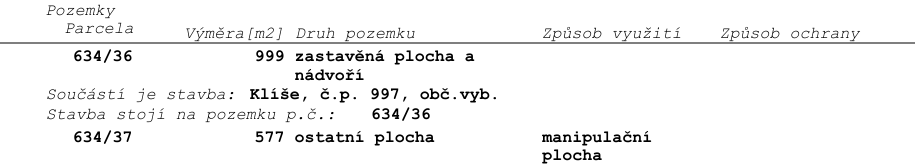 Pozemky
Parcela Výměra[m2] Druh pozemku Způsob využití Způsob ochrany
634/36 999 zastavěná plocha a
nádvoří
Součástí je stavba: Klíše, č.p. 997, obč.vyb.
Stavba stojí na pozemku p.č.: 634/36
634/37 577 ostatní plocha manipulační
plocha